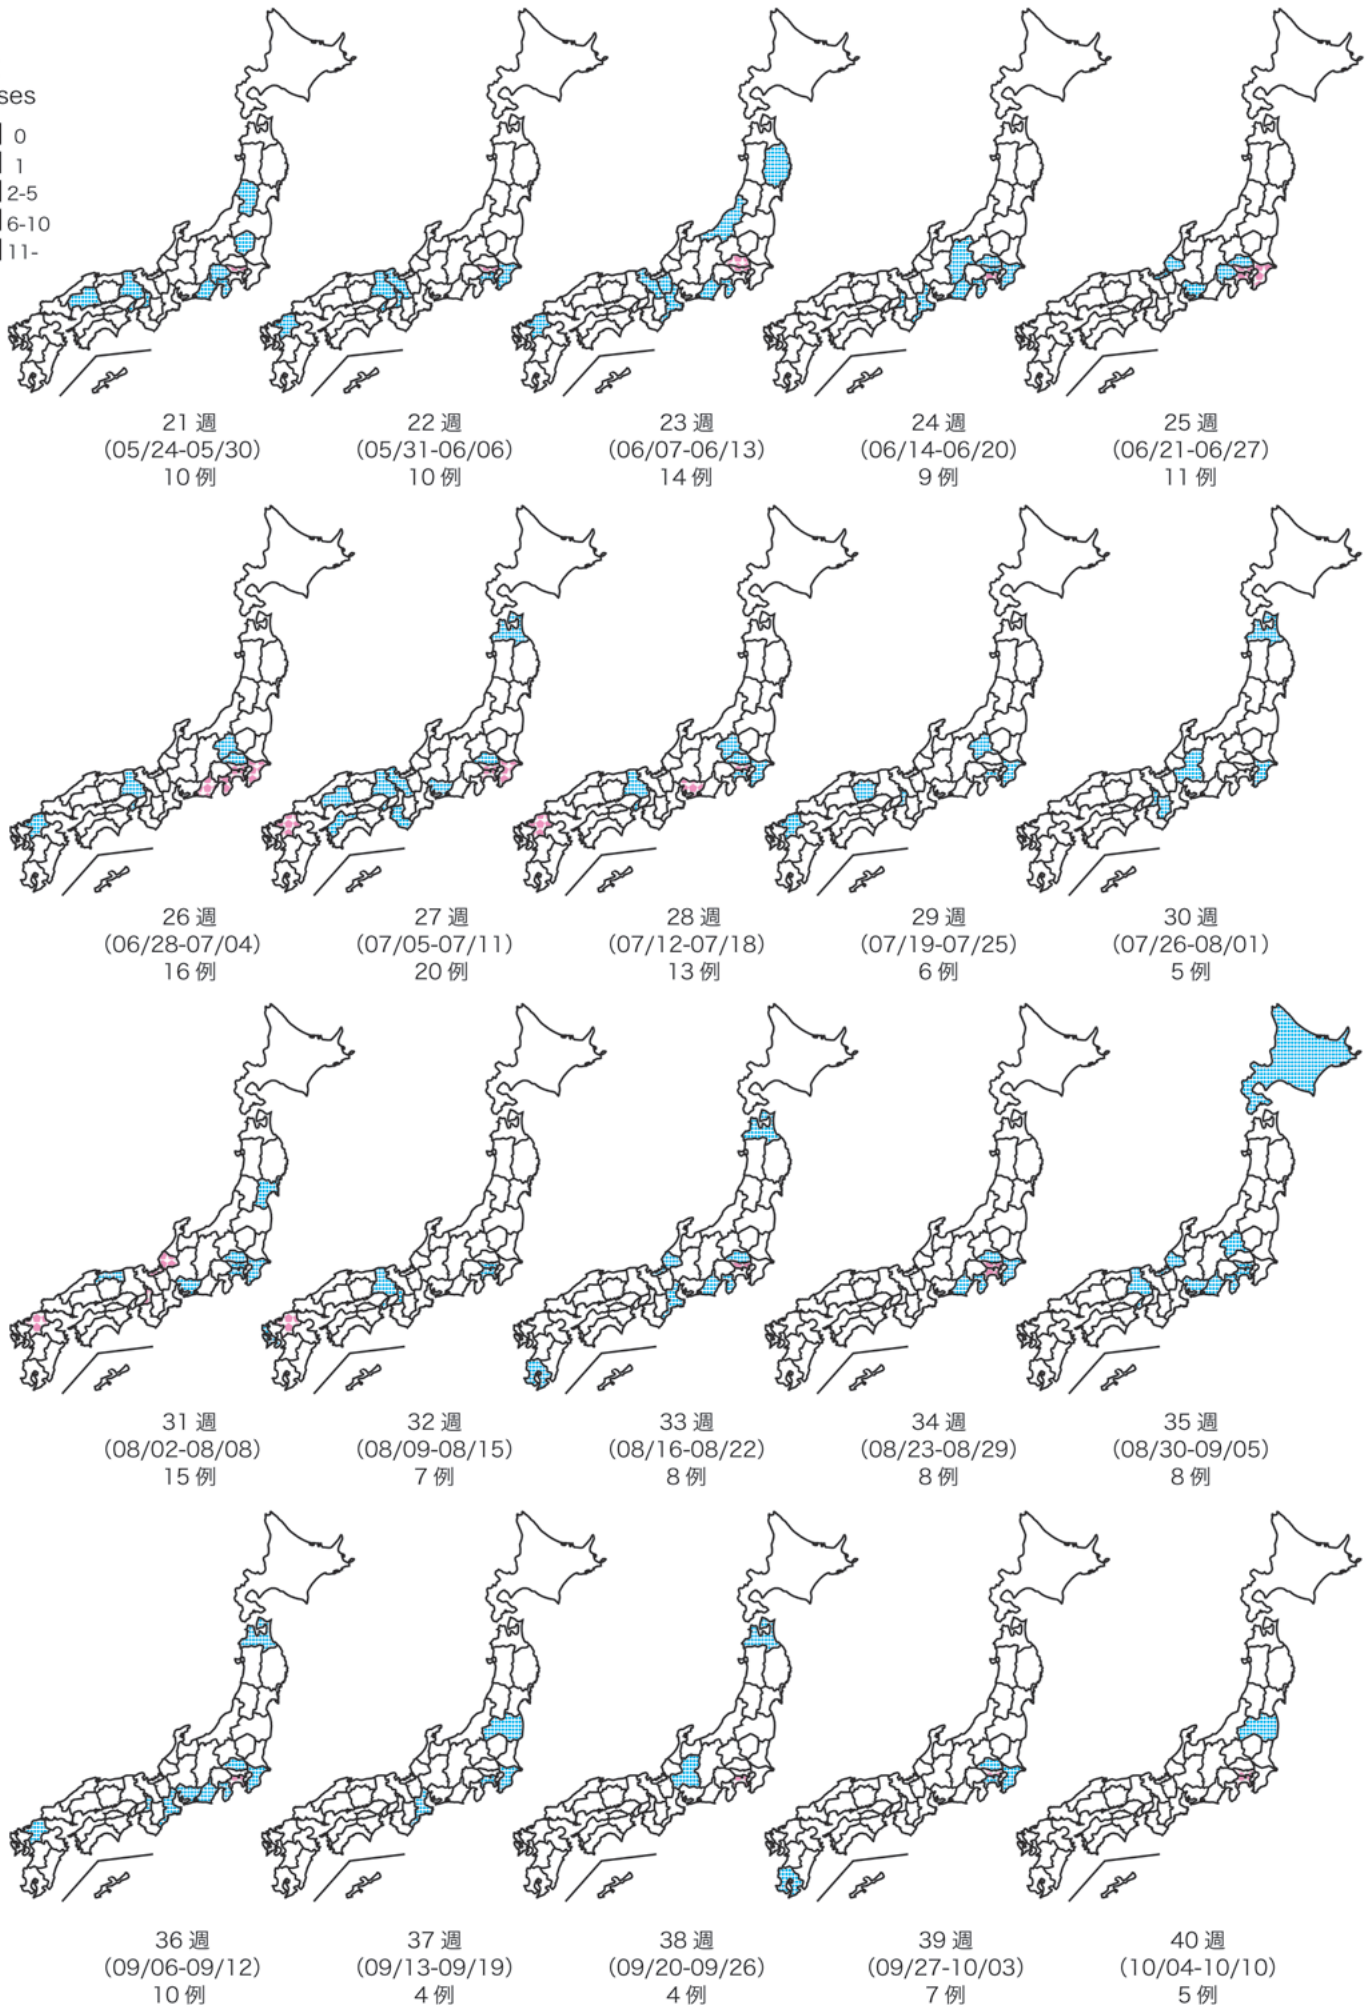 ses
0
1
2-5
6-10
11-
21 週
(05/24-05/30)
10 例
22 週
(05/31-06/06)
10 例
23 週
(06/07-06/13)
14 例
24 週
(06/14-06/20)
9 例
25 週
(06/21-06/27)
11 例
26 週
(06/28-07/04)
16 例
27 週
(07/05-07/11)
20 例
28 週
(07/12-07/18)
13 例
29 週
(07/19-07/25)
6 例
30 週
(07/26-08/01)
5 例
31 週
(08/02-08/08)
15 例
32 週
(08/09-08/15)
7 例
33 週
(08/16-08/22)
8 例
34 週
(08/23-08/29)
8 例
35 週
(08/30-09/05)
8 例
36 週
(09/06-09/12)
10 例
37 週
(09/13-09/19)
4 例
38 週
(09/20-09/26)
4 例
39 週
(09/27-10/03)
7 例
40 週
(10/04-10/10)
5 例